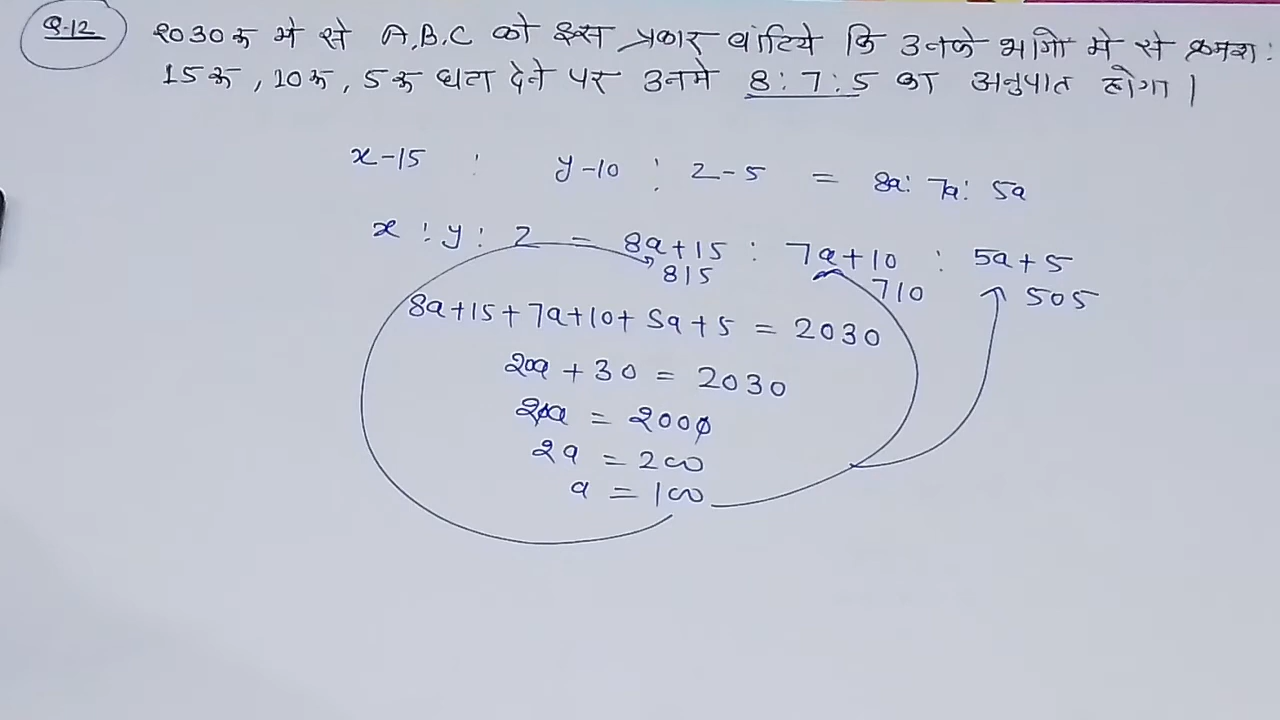 Q.12 2030रू मे से A,B,C को इस प्रकार वांटिये कि उनके भागो मे से क्रमश:
15रू, 10रू, 5रू घटा देने पर उनमे 8:7:5 का अनुपात होगा।
x-15 : y-10 : z-5 = 8a: 7a: 5a
x : y : z = 8a+15 : 7a+10 : 5a+5
815 710 505
8a+15+7a+10+5a+5 = 2030
20a + 30 = 2030
20a = 2000
2a = 200
a = 100